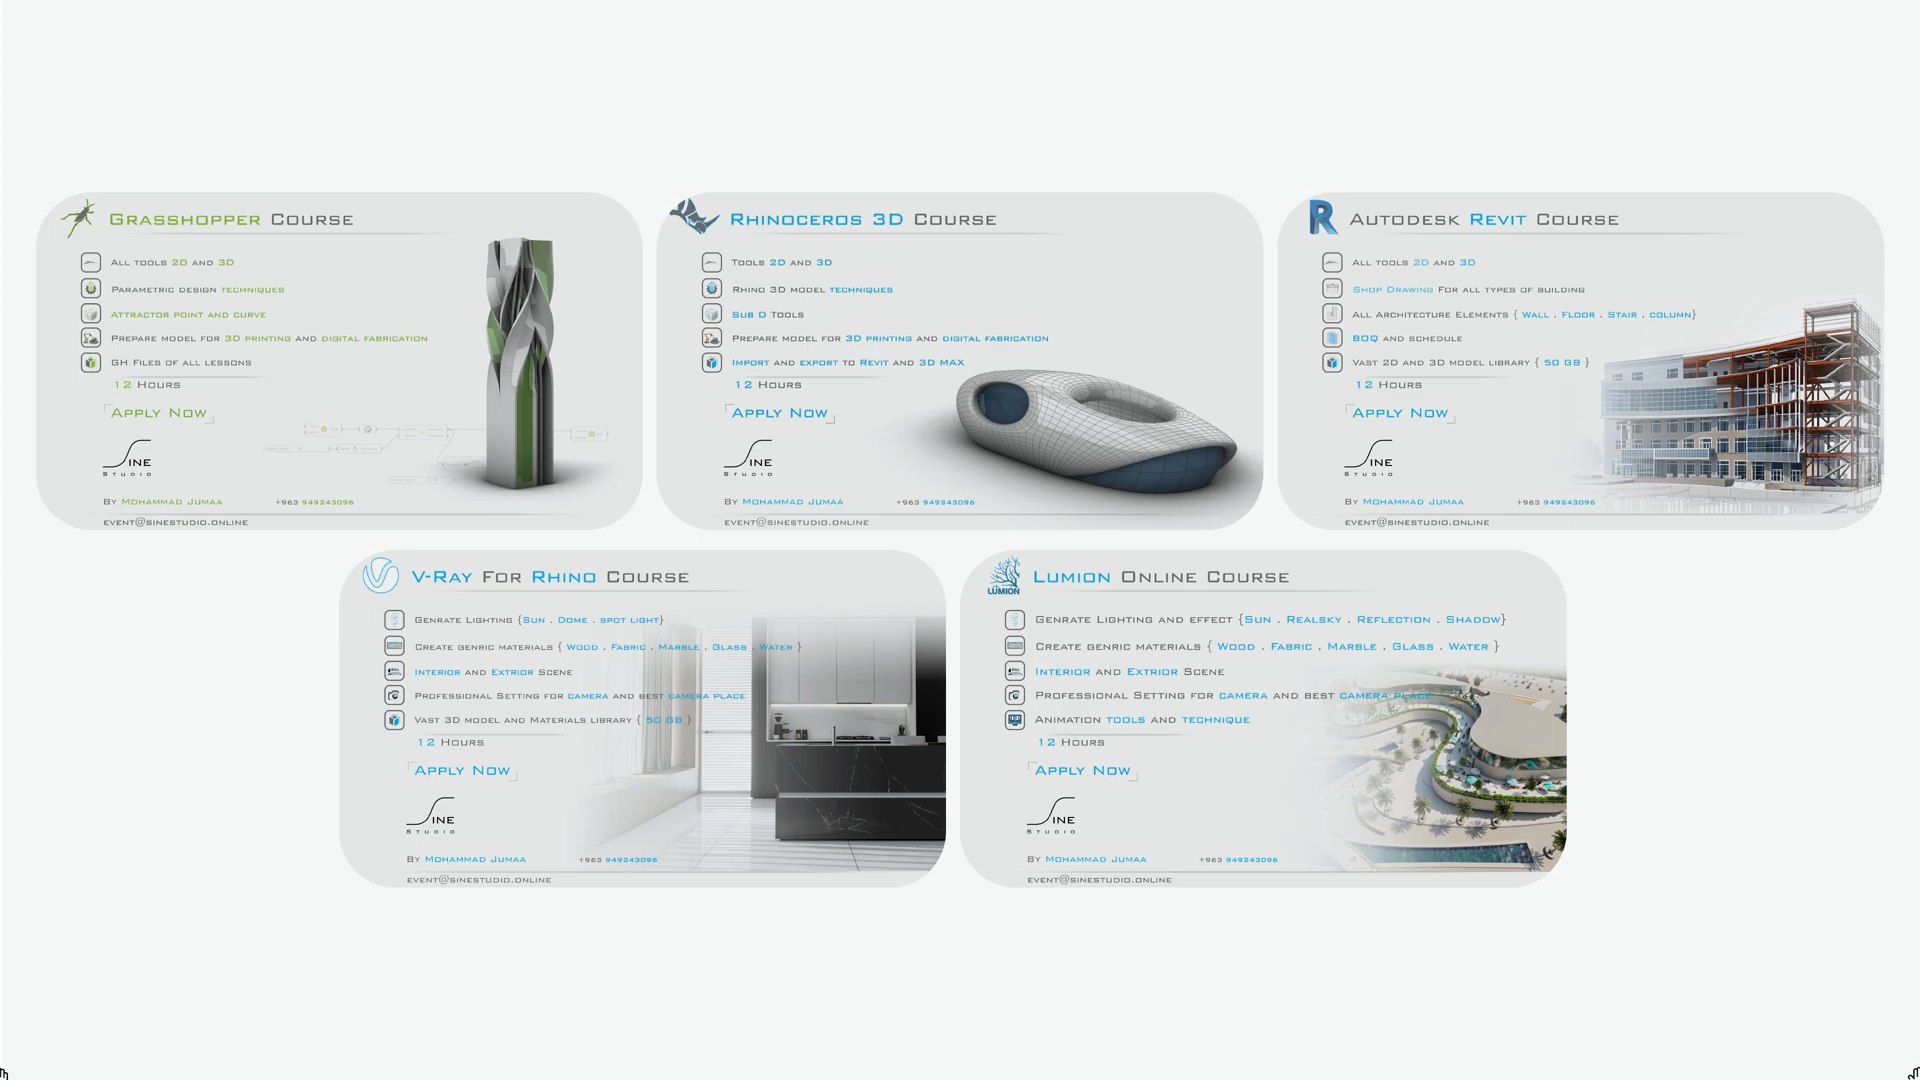 Grasshopper Course
All tools 2D and 3D
Parametric design techniques
Attractor point and curve
Prepare model for 3D printing and digital fabrication
GH Files of all lessons
12 Hours
Apply Now
Sine
Studio
By Mohammad Jumaa +963 949243096
event@sinestudio.online
Rhinoceros 3D Course
Tools 2D and 3D
Rhino 3D model techniques
Sub D Tools
Prepare model for 3D printing and digital fabrication
Import and export to Revit and 3D MAX
12 Hours
Apply Now
Sine
Studio
By Mohammad Jumaa +963 949243096
event@sinestudio.online
Autodesk Revit Course
All tools 2D and 3D
Shop Drawing For all types of building
All Architecture Elements { Wall . Floor . Stair . column}
BOQ and schedule
Vast 2D and 3D model library { 50 GB }
12 Hours
Apply Now
Sine
Studio
By Mohammad Jumaa +963 949243096
event@sinestudio.online
V-Ray For Rhino Course
Genrate Lighting {Sun . Dome . spot light}
Create genric materials { Wood . Fabric . Marble . Glass . Water }
Interior and Extrior Scene
Professional Setting for camera and best camera place
Vast 3D model and Materials library { 50 GB }
12 Hours
Apply Now
Sine
Studio
By Mohammad Jumaa +963 949243096
event@sinestudio.online
Lumion Online Course
LUMION
Genrate Lighting and effect {Sun . Realsky . Reflection . Shadow}
Create genric materials { Wood . Fabric . Marble . Glass . Water }
Interior and Extrior Scene
Professional Setting for camera and best camera place
Animation tools and technique
12 Hours
Apply Now
Sine
Studio
By Mohammad Jumaa +963 949243096
event@sinestudio.online